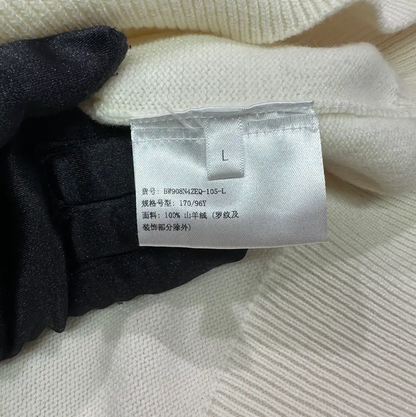 L
货号: BW908N4ZEQ-105-L
规格号型: 170/96Y
面料: 100% 山羊绒 (罗纹及
装饰部分除外)